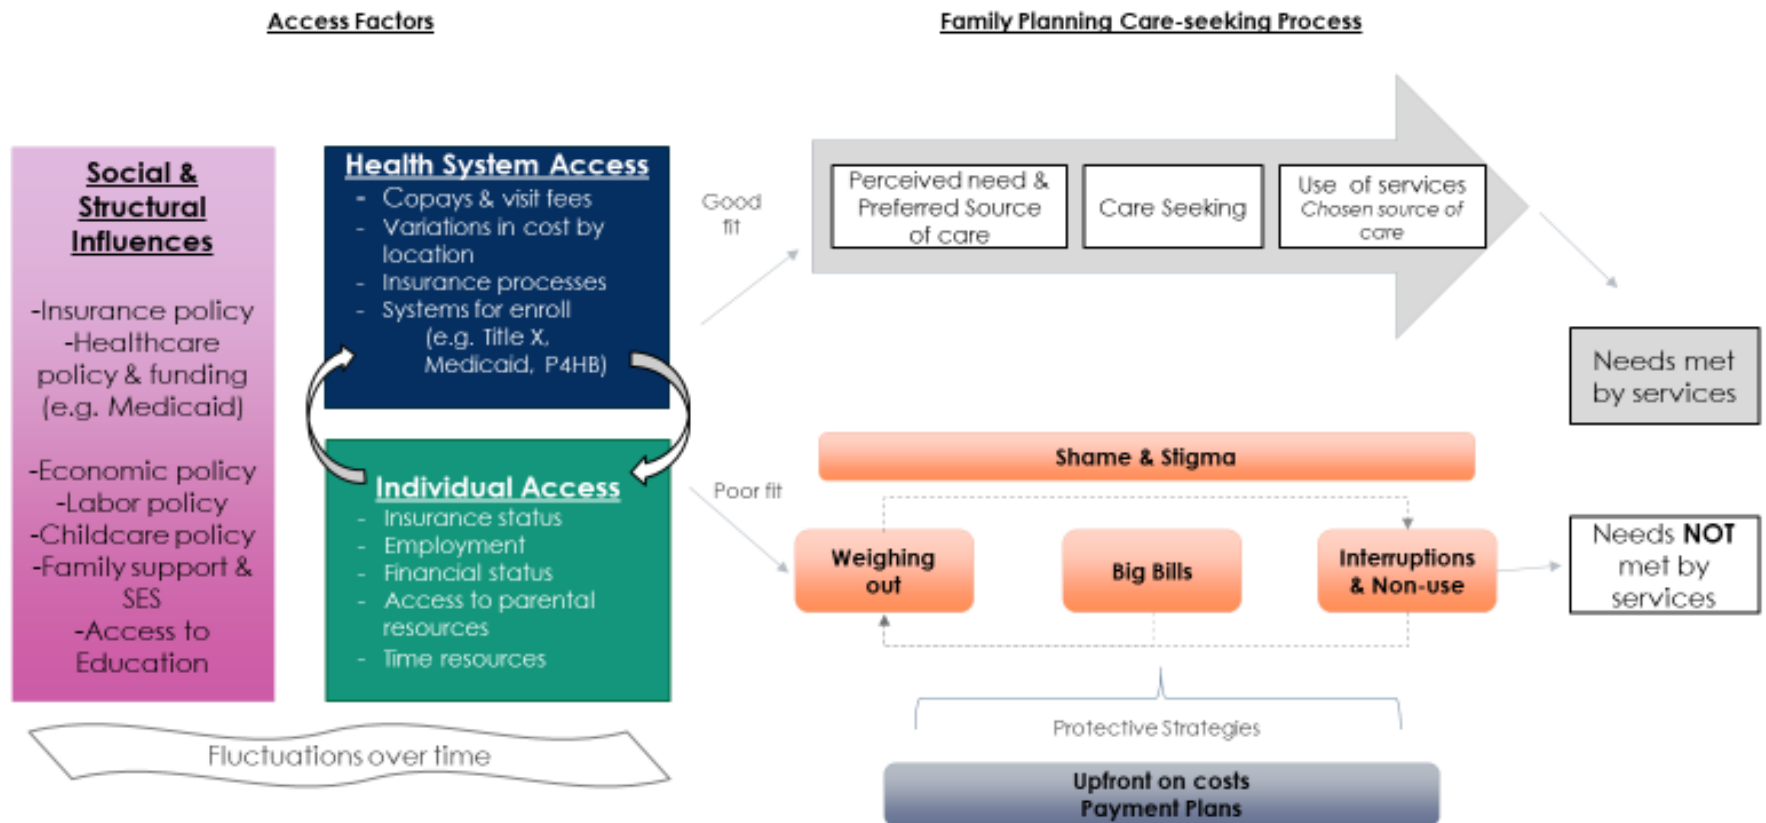 Access Factors
Family Planning Care-seeking Process
Social &
Structural
Influences
-Insurance policy
-Healthcare
policy & funding
(e.g. Medicaid)
-Economic policy
-Labor policy
-Childcare policy
-Family support &
SES
-Access to
Education
Health System Access
- Copays & visit fees
- Variations in cost by
location
- Insurance processes
- Systems for enroll
(e.g. Title X,
Medicaid, P4HB)
Individual Access
- Insurance status
- Employment
- Financial status
- Access to parental
resources
- Time resources
Fluctuations over time
Good
fit
Perceived need &
Preferred Source
of care
Care Seeking
Use of services
Chosen source of
care
Needs met
by services
Poor fit
Shame & Stigma
Weighing
out
Big Bills
Interruptions
& Non-use
Needs NOT
met by
services
Protective Strategies
Upfront on costs
Payment Plans